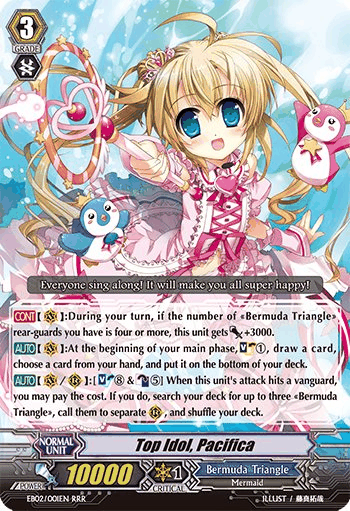 3
GRADE
Everyone sing along! It will make you all super happy!
CONT【 】:During your turn, if the number of «Bermuda Triangle»
rear-guards you have is four or more, this unit gets +3000.
AUTO【 】:At the beginning of your main phase, ①, draw a card,
choose a card from your hand, and put it on the bottom of your deck.
AUTO【 / 】:[ ⑧ & ⑤] When this unit's attack hits a vanguard,
you may pay the cost. If you do, search your deck for up to three «Bermuda
Triangle», call them to separate , and shuffle your deck.
NORMAL
UNIT
Top Idol, Pacifica
POWER
10000
1
CRITICAL
Bermuda Triangle
Mermaid
EB02/001EN RRR
ILLUST / 藤真拓哉